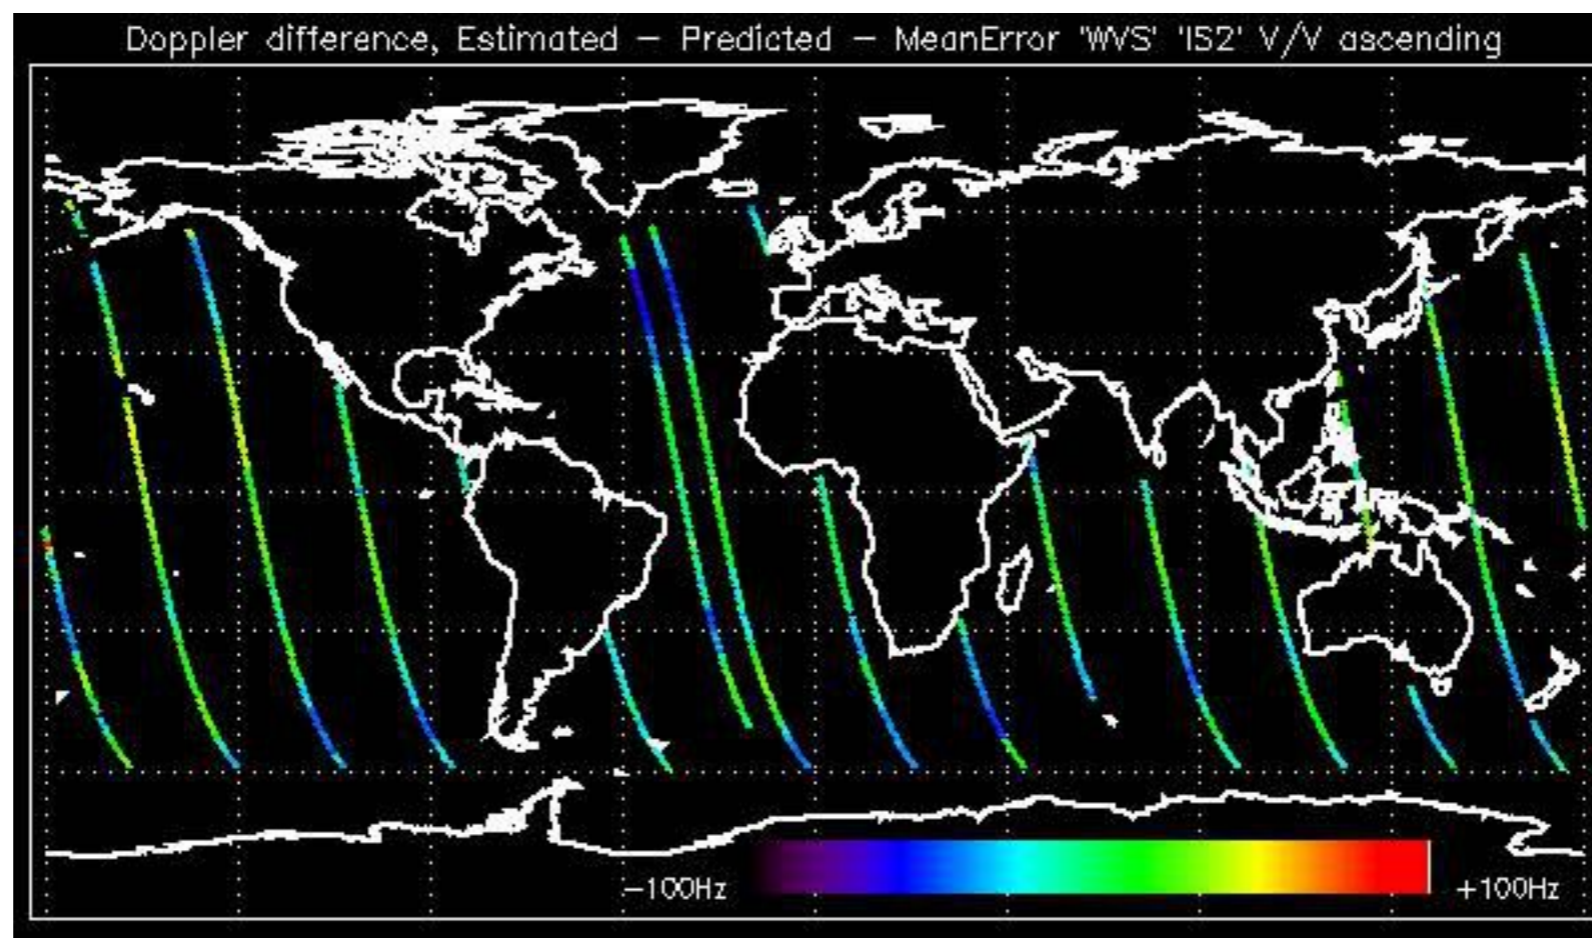 Doppler difference, Estimated − Predicted − MeanError 'WVS' 'IS2' V/V ascending
−100Hz
+100Hz